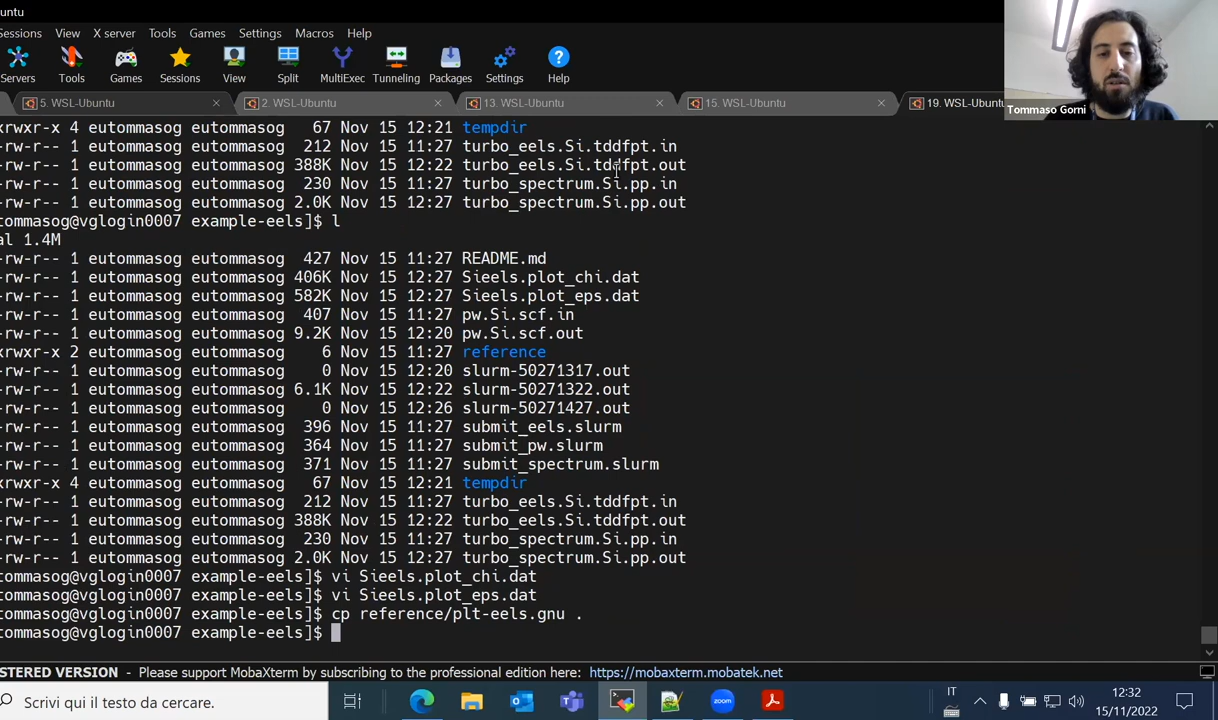 untu
Sessions View X server Tools Games Settings Macros Help
Servers Tools Games Sessions View Split MultiExec Tunneling Packages Settings Help
5. WSL-Ubuntu 2. WSL-Ubuntu 13. WSL-Ubuntu 15. WSL-Ubuntu 19. WSL-Ubuntu
Tommaso Gorni
xrwxr-x 4 eutommasog eutommasog 67 Nov 15 12:21 tempdir
-rw-r-- 1 eutommasog eutommasog 212 Nov 15 11:27 turbo_eels.Si.tddfpt.in
-rw-r-- 1 eutommasog eutommasog 388K Nov 15 12:22 turbo_eels.Si.tddfpt.out
-rw-r-- 1 eutommasog eutommasog 230 Nov 15 11:27 turbo_spectrum.Si.pp.in
-rw-r-- 1 eutommasog eutommasog 2.0K Nov 15 12:27 turbo_spectrum.Si.pp.out
tommasog@vglogin0007 example-eels]$ l
al 1.4M
-rw-r-- 1 eutommasog eutommasog 427 Nov 15 11:27 README.md
-rw-r-- 1 eutommasog eutommasog 406K Nov 15 12:27 Sieels.plot_chi.dat
-rw-r-- 1 eutommasog eutommasog 582K Nov 15 12:27 Sieels.plot_eps.dat
-rw-r-- 1 eutommasog eutommasog 407 Nov 15 11:27 pw.Si.scf.in
-rw-r-- 1 eutommasog eutommasog 9.2K Nov 15 12:20 pw.Si.scf.out
xrwxr-x 2 eutommasog eutommasog 6 Nov 15 11:27 reference
-rw-r-- 1 eutommasog eutommasog 0 Nov 15 12:20 slurm-50271317.out
-rw-r-- 1 eutommasog eutommasog 6.1K Nov 15 12:22 slurm-50271322.out
-rw-r-- 1 eutommasog eutommasog 0 Nov 15 12:26 slurm-50271427.out
-rw-r-- 1 eutommasog eutommasog 396 Nov 15 11:27 submit_eels.slurm
-rw-r-- 1 eutommasog eutommasog 364 Nov 15 11:27 submit_pw.slurm
-rw-r-- 1 eutommasog eutommasog 371 Nov 15 11:27 submit_spectrum.slurm
xrwxr-x 4 eutommasog eutommasog 67 Nov 15 12:21 tempdir
-rw-r-- 1 eutommasog eutommasog 212 Nov 15 11:27 turbo_eels.Si.tddfpt.in
-rw-r-- 1 eutommasog eutommasog 388K Nov 15 12:22 turbo_eels.Si.tddfpt.out
-rw-r-- 1 eutommasog eutommasog 230 Nov 15 11:27 turbo_spectrum.Si.pp.in
-rw-r-- 1 eutommasog eutommasog 2.0K Nov 15 12:27 turbo_spectrum.Si.pp.out
tommasog@vglogin0007 example-eels]$ vi Sieels.plot_chi.dat
tommasog@vglogin0007 example-eels]$ vi Sieels.plot_eps.dat
tommasog@vglogin0007 example-eels]$ cp reference/plt-eels.gnu .
tommasog@vglogin0007 example-eels]$
STERED VERSION - Please support MobaXterm by subscribing to the professional edition here: https://mobaxterm.mobatek.net
Scrivi qui il testo da cercare.
zoom
IT
12:32
15/11/2022